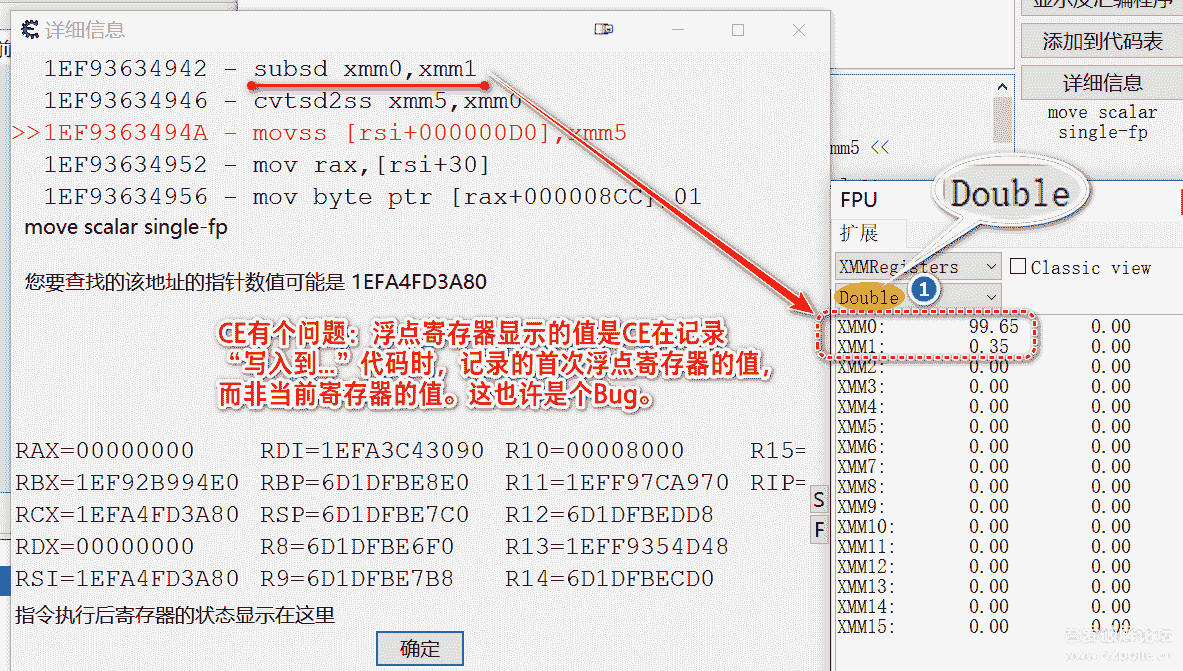 显示反汇编程序
添加到代码表
详细信息
move scalar
single-fp
详细信息
前
1EF93634942 - subsd xmm0,xmm1
1EF93634946 - cvtsd2ss xmm5,xmm0
>>1EF9363494A - movss [rsi+000000D0],xmm5
1EF93634952 - mov rax,[rsi+30]
1EF93634956 - mov byte ptr [rax+000008CC],01
move scalar single-fp
您要查找的该地址的指针数值可能是 1EFA4FD3A80
CE有个问题：浮点寄存器显示的值是CE在记录
“写入到...”代码时，记录的首次浮点寄存器的值，
而非当前寄存器的值。这也许是个Bug。
RAX=00000000 RDI=1EFA3C43090 R10=00008000 R15=
RBX=1EF92B994E0 RBP=6D1DFBE8E0 R11=1EFF97CA970 RIP=
RCX=1EFA4FD3A80 RSP=6D1DFBE7C0 R12=6D1DFBEDD8
RDX=00000000 R8=6D1DFBE6F0 R13=1EFF9354D48
RSI=1EFA4FD3A80 R9=6D1DFBE7B8 R14=6D1DFBECD0
S
F
指令执行后寄存器的状态显示在这里
确定
mm5 <<
Double
FPU
扩展
XMMRegisters
Classic view
Double
1
XMM0: 99.65 0.00
XMM1: 0.35 0.00
XMM2: 0.00 0.00
XMM3: 0.00 0.00
XMM4: 0.00 0.00
XMM5: 0.00 0.00
XMM6: 0.00 0.00
XMM7: 0.00 0.00
XMM8: 0.00 0.00
XMM9: 0.00 0.00
XMM10: 0.00 0.00
XMM11: 0.00 0.00
XMM12: 0.00 0.00
XMM13: 0.00 0.00
XMM14: 0.00 0.00
XMM15: 0.00 0.00